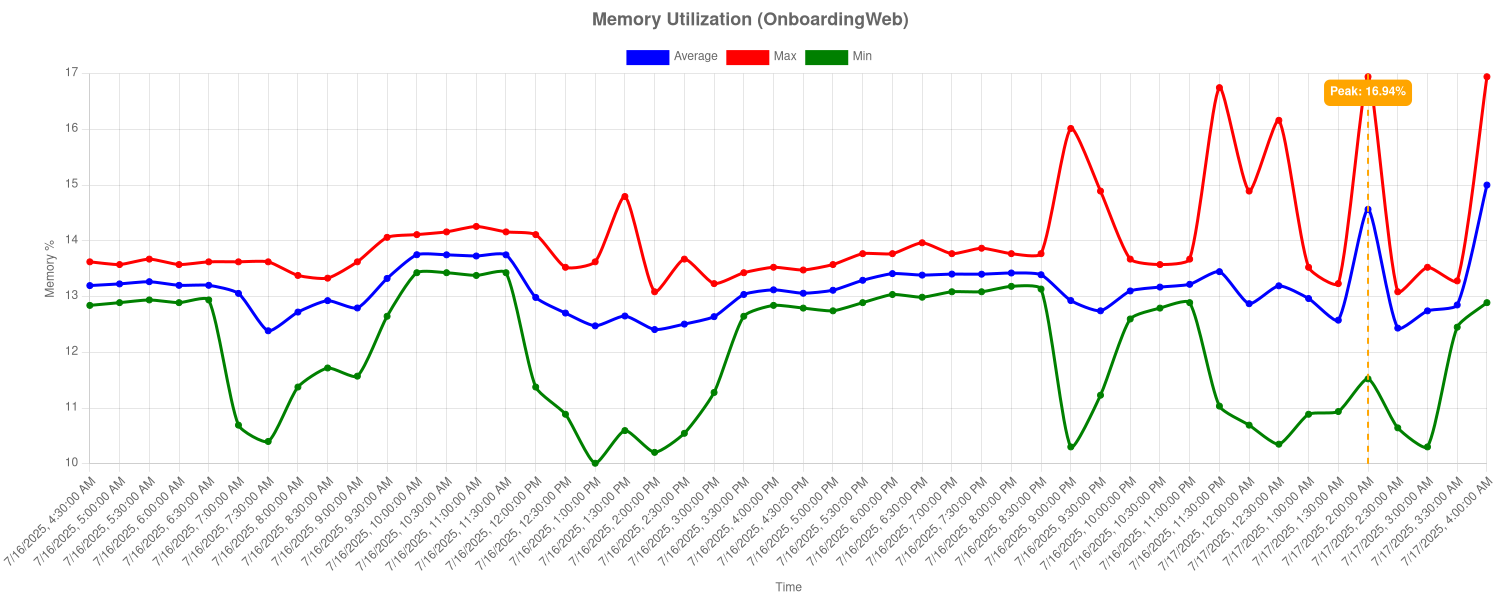 Memory Utilization (OnboardingWeb)
Average Max Min
17
Peak: 16.94%
16
15
14
13
12
11
10
Memory %
7/16/2025, 4:30:00 AM
7/16/2025, 5:00:00 AM
7/16/2025, 5:30:00 AM
7/16/2025, 6:00:00 AM
7/16/2025, 6:30:00 AM
7/16/2025, 7:00:00 AM
7/16/2025, 7:30:00 AM
7/16/2025, 8:00:00 AM
7/16/2025, 8:30:00 AM
7/16/2025, 9:00:00 AM
7/16/2025, 9:30:00 AM
7/16/2025, 10:00:00 AM
7/16/2025, 10:30:00 AM
7/16/2025, 11:00:00 AM
7/16/2025, 11:30:00 AM
7/16/2025, 12:00:00 PM
7/16/2025, 12:30:00 PM
7/16/2025, 1:00:00 PM
7/16/2025, 1:30:00 PM
7/16/2025, 2:00:00 PM
7/16/2025, 2:30:00 PM
7/16/2025, 3:00:00 PM
7/16/2025, 3:30:00 PM
7/16/2025, 4:00:00 PM
7/16/2025, 4:30:00 PM
7/16/2025, 5:00:00 PM
7/16/2025, 5:30:00 PM
7/16/2025, 6:00:00 PM
7/16/2025, 6:30:00 PM
7/16/2025, 7:00:00 PM
7/16/2025, 7:30:00 PM
7/16/2025, 8:00:00 PM
7/16/2025, 8:30:00 PM
7/16/2025, 9:00:00 PM
7/16/2025, 9:30:00 PM
7/16/2025, 10:00:00 PM
7/16/2025, 10:30:00 PM
7/16/2025, 11:00:00 PM
7/16/2025, 11:30:00 PM
7/17/2025, 12:00:00 AM
7/17/2025, 12:30:00 AM
7/17/2025, 1:00:00 AM
7/17/2025, 1:30:00 AM
7/17/2025, 2:00:00 AM
7/17/2025, 2:30:00 AM
7/17/2025, 3:00:00 AM
7/17/2025, 3:30:00 AM
7/17/2025, 4:00:00 AM
Time